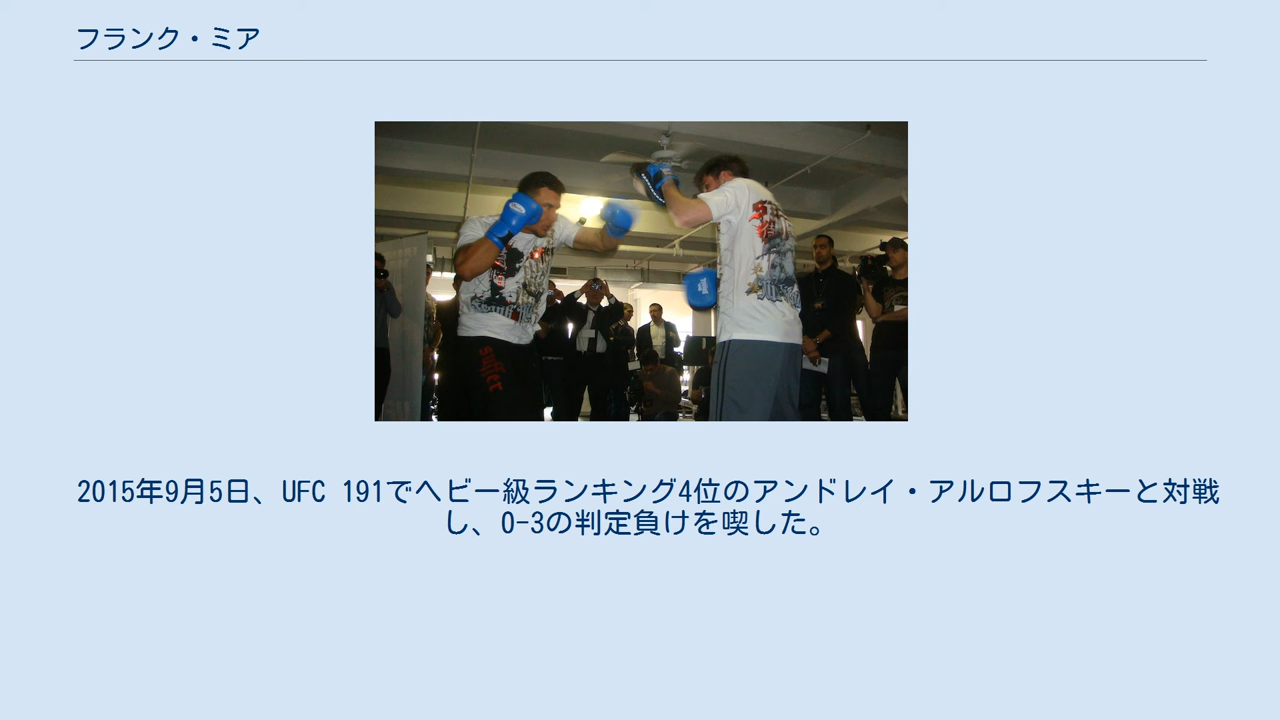 フランク・ミア
suffer
2015年9月5日、UFC 191でヘビー級ランキング4位のアンドレイ・アルロフスキーと対戦
し、0-3の判定負けを喫した。